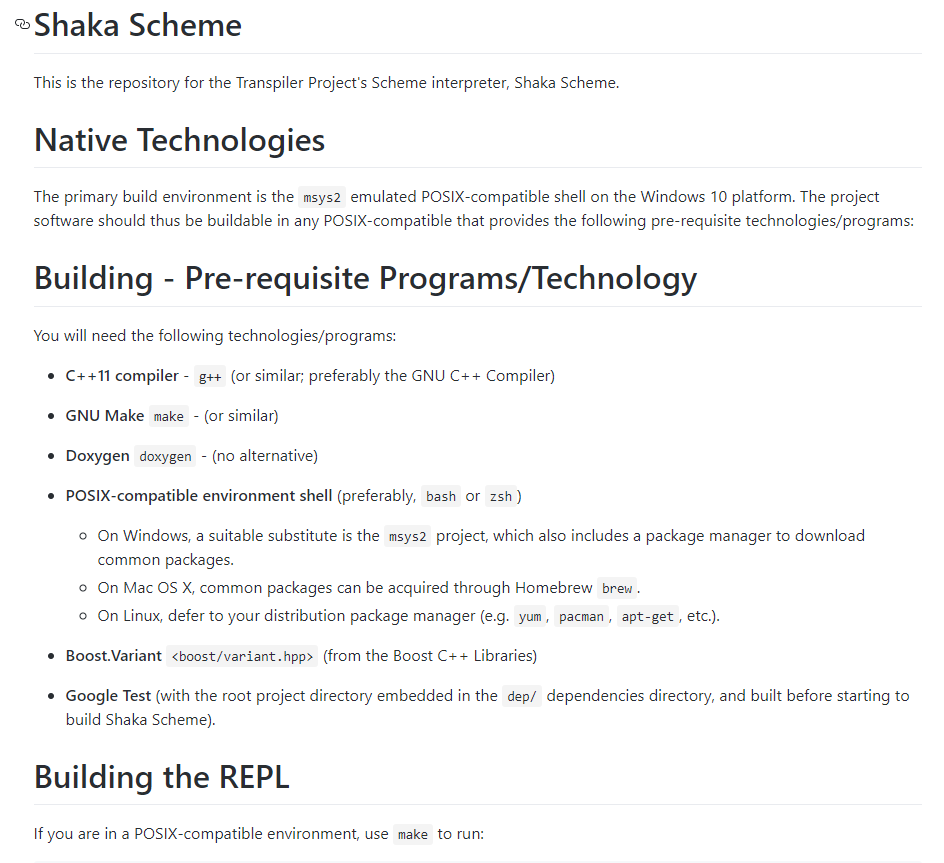 Shaka Scheme
This is the repository for the Transpiler Project's Scheme interpreter, Shaka Scheme.
Native Technologies
The primary build environment is the msys2 emulated POSIX-compatible shell on the Windows 10 platform. The project
software should thus be buildable in any POSIX-compatible that provides the following pre-requisite technologies/programs:
Building - Pre-requisite Programs/Technology
You will need the following technologies/programs:
• C++11 compiler - g++ (or similar; preferably the GNU C++ Compiler)
• GNU Make make - (or similar)
• Doxygen doxygen - (no alternative)
• POSIX-compatible environment shell (preferably, bash or zsh)
◦ On Windows, a suitable substitute is the msys2 project, which also includes a package manager to download
common packages.
◦ On Mac OS X, common packages can be acquired through Homebrew brew.
◦ On Linux, defer to your distribution package manager (e.g. yum, pacman, apt-get, etc.).
• Boost.Variant <boost/variant.hpp> (from the Boost C++ Libraries)
• Google Test (with the root project directory embedded in the dep/ dependencies directory, and built before starting to
build Shaka Scheme).
Building the REPL
If you are in a POSIX-compatible environment, use make to run: